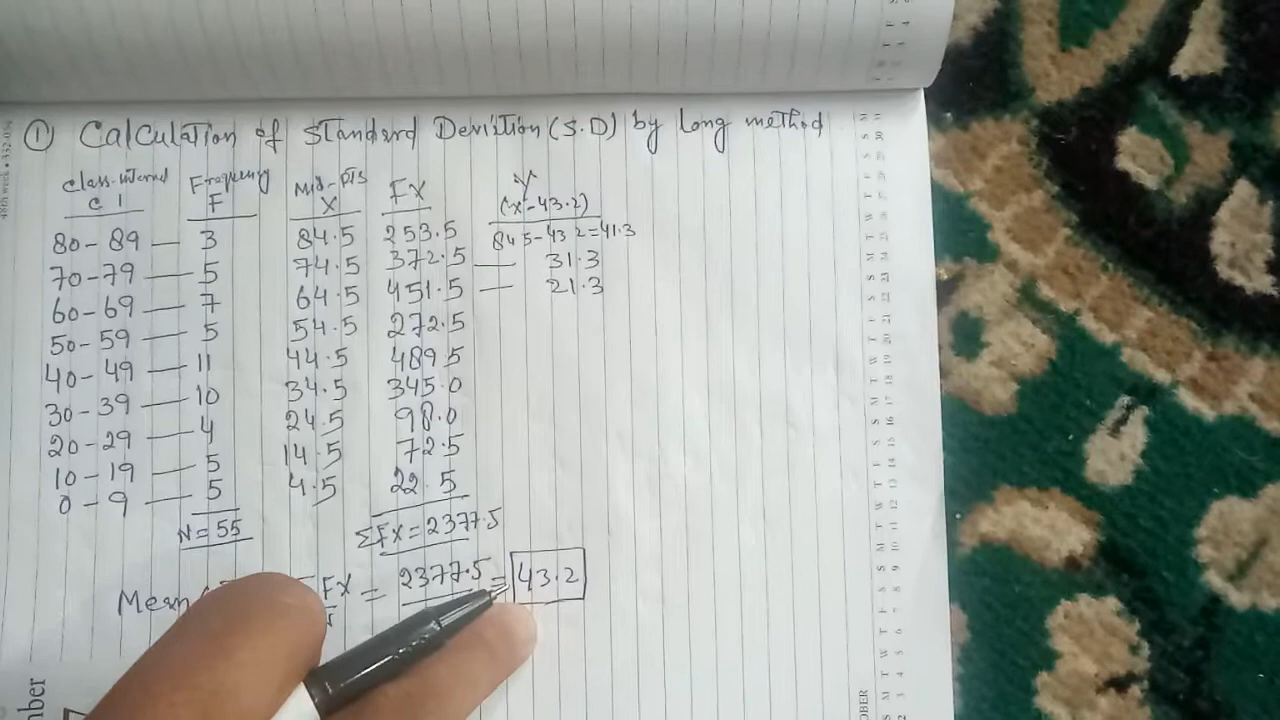 ① Calculation of Standard Deviation (S.D) by Long method
Class-interval Frequency Mid-Pts FX y
C I F X (x-43.2)
80-89 — 3 84.5 253.5 84.5-43.2=41.3
70-79 — 5 74.5 372.5 — 31.3
60-69 — 7 64.5 451.5 — 21.3
50-59 — 5 54.5 272.5
40-49 — 11 44.5 489.5
30-39 — 10 34.5 345.0
20-29 — 4 24.5 98.0
10-19 — 5 14.5 72.5
0-9 — 5 4.5 22.5
N=55 ΣFX=2377.5
Mean FX = 2377.5 = 43.2